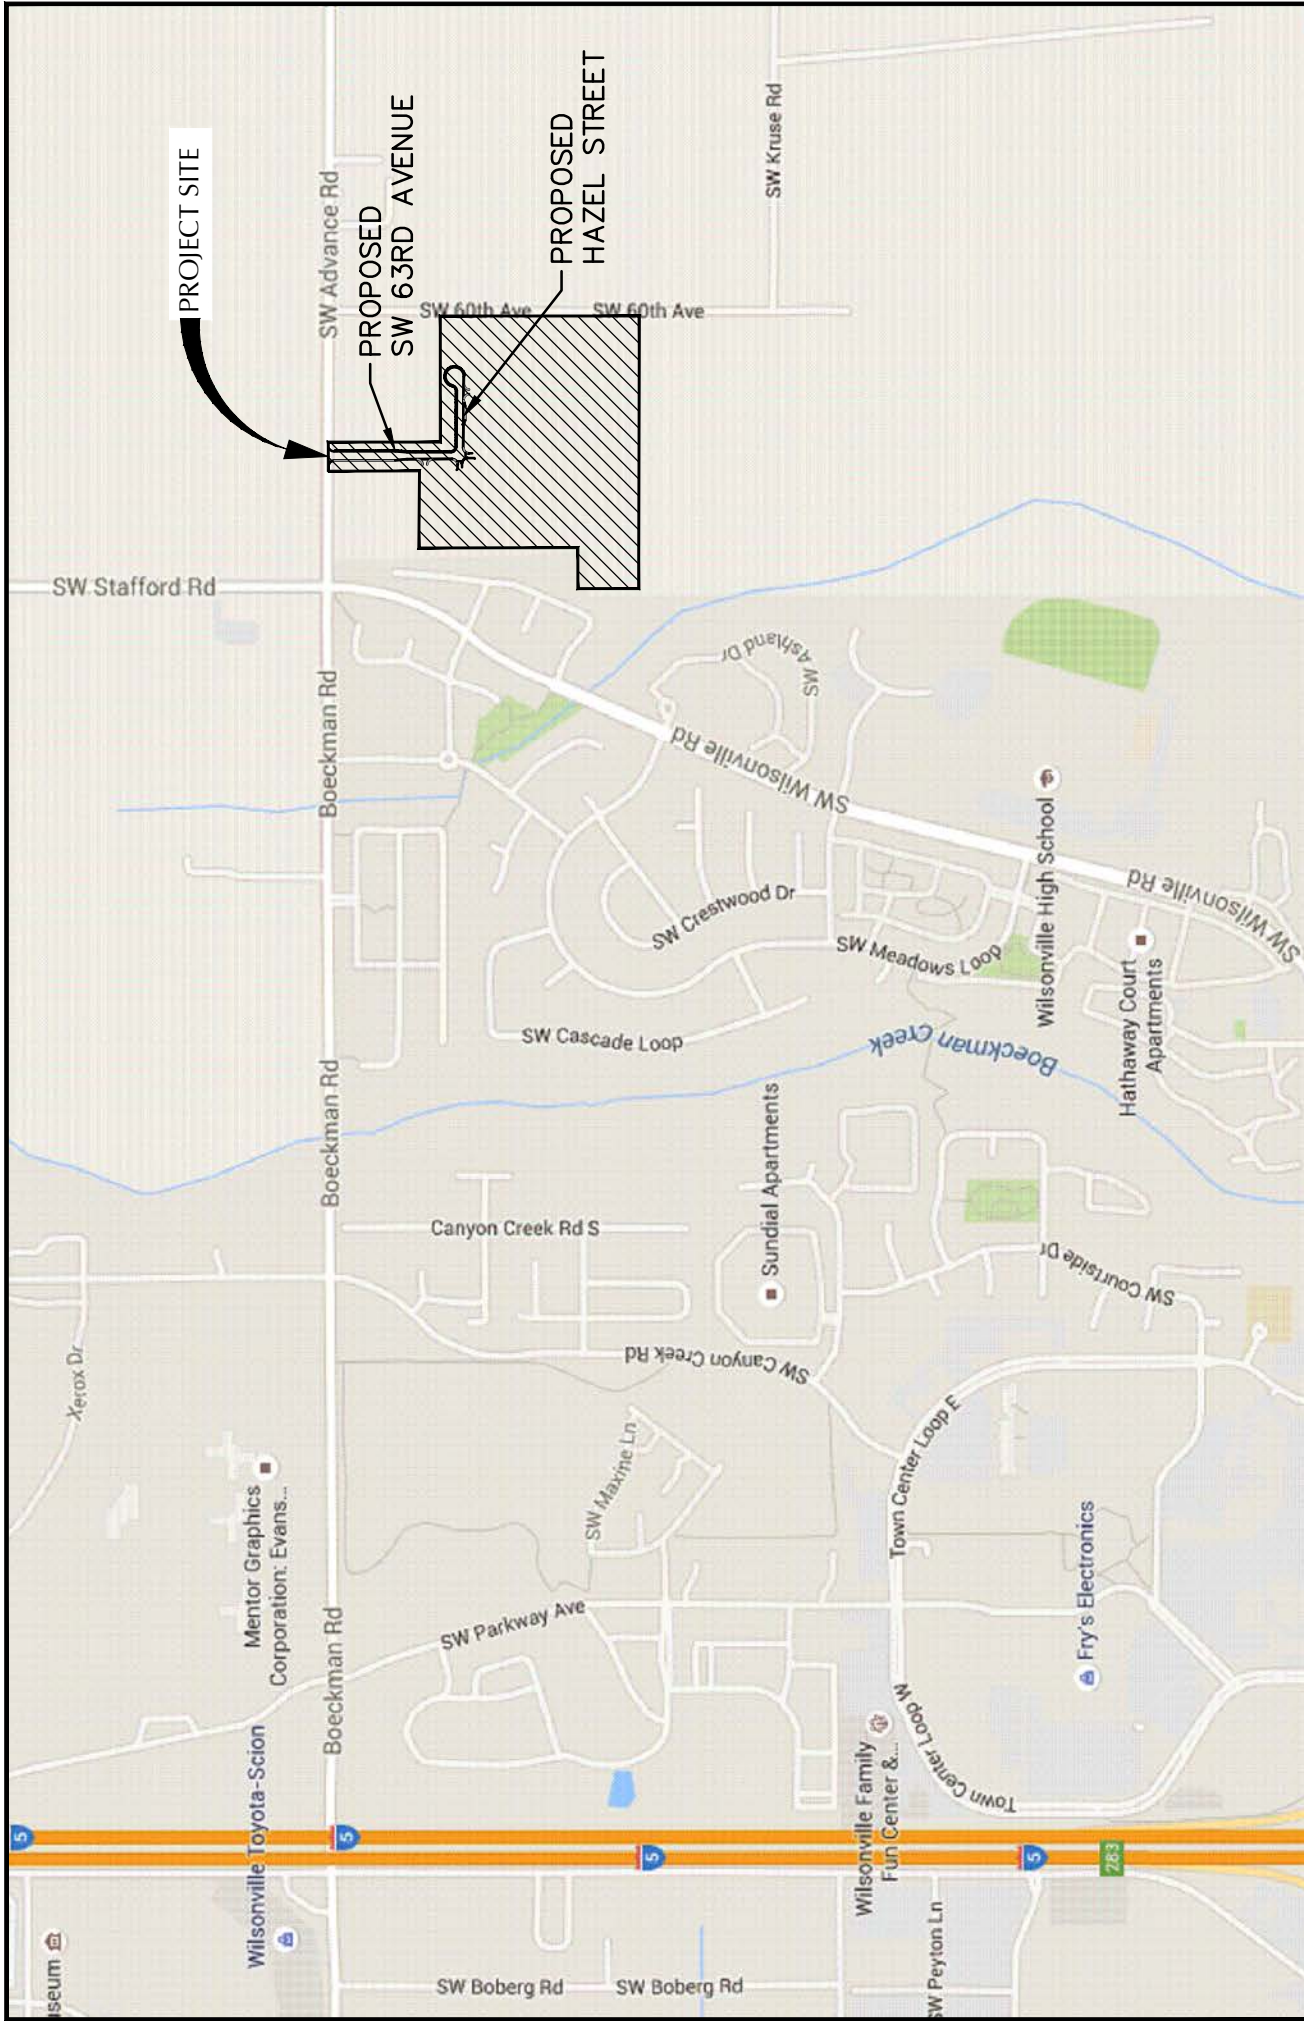 PROJECT SITE
SW Advance Rd
PROPOSED
SW 63RD AVENUE
PROPOSED
HAZEL STREET
SW 60th Ave
SW 60th Ave
SW Kruse Rd
SW Stafford Rd
Boeckman Rd
SW Ashland Dr
SW Wilsonville Rd
Wilsonville High School
SW Wilsonville Rd
SW Wilsonville Rd
SW Crestwood Dr
SW Meadows Loop
SW Cascade Loop
Hathaway Court
Apartments
Boeckman Creek
Boeckman Rd
Sundial Apartments
Canyon Creek Rd S
SW Courtside Dr
SW Canyon Creek Rd
Xerox Dr
SW Maxine Ln
Town Center Loop E
Mentor Graphics
Corporation: Evans...
Boeckman Rd
SW Parkway Ave
Fry's Electronics
Wilsonville Toyota-Scion
Wilsonville Family
Fun Center &...
Town Center Loop W
5
5
5
5
283
useum
SW Boberg Rd
SW Boberg Rd
SW Peyton Ln